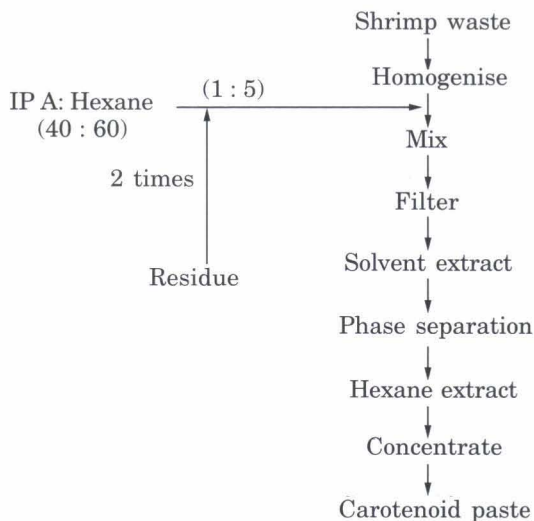 Shrimp waste
Homogenise
(1 : 5)
IP A: Hexane
(40 : 60)
Mix
2 times
Filter
Solvent extract
Residue
Phase separation
Hexane extract
Concentrate
Carotenoid paste